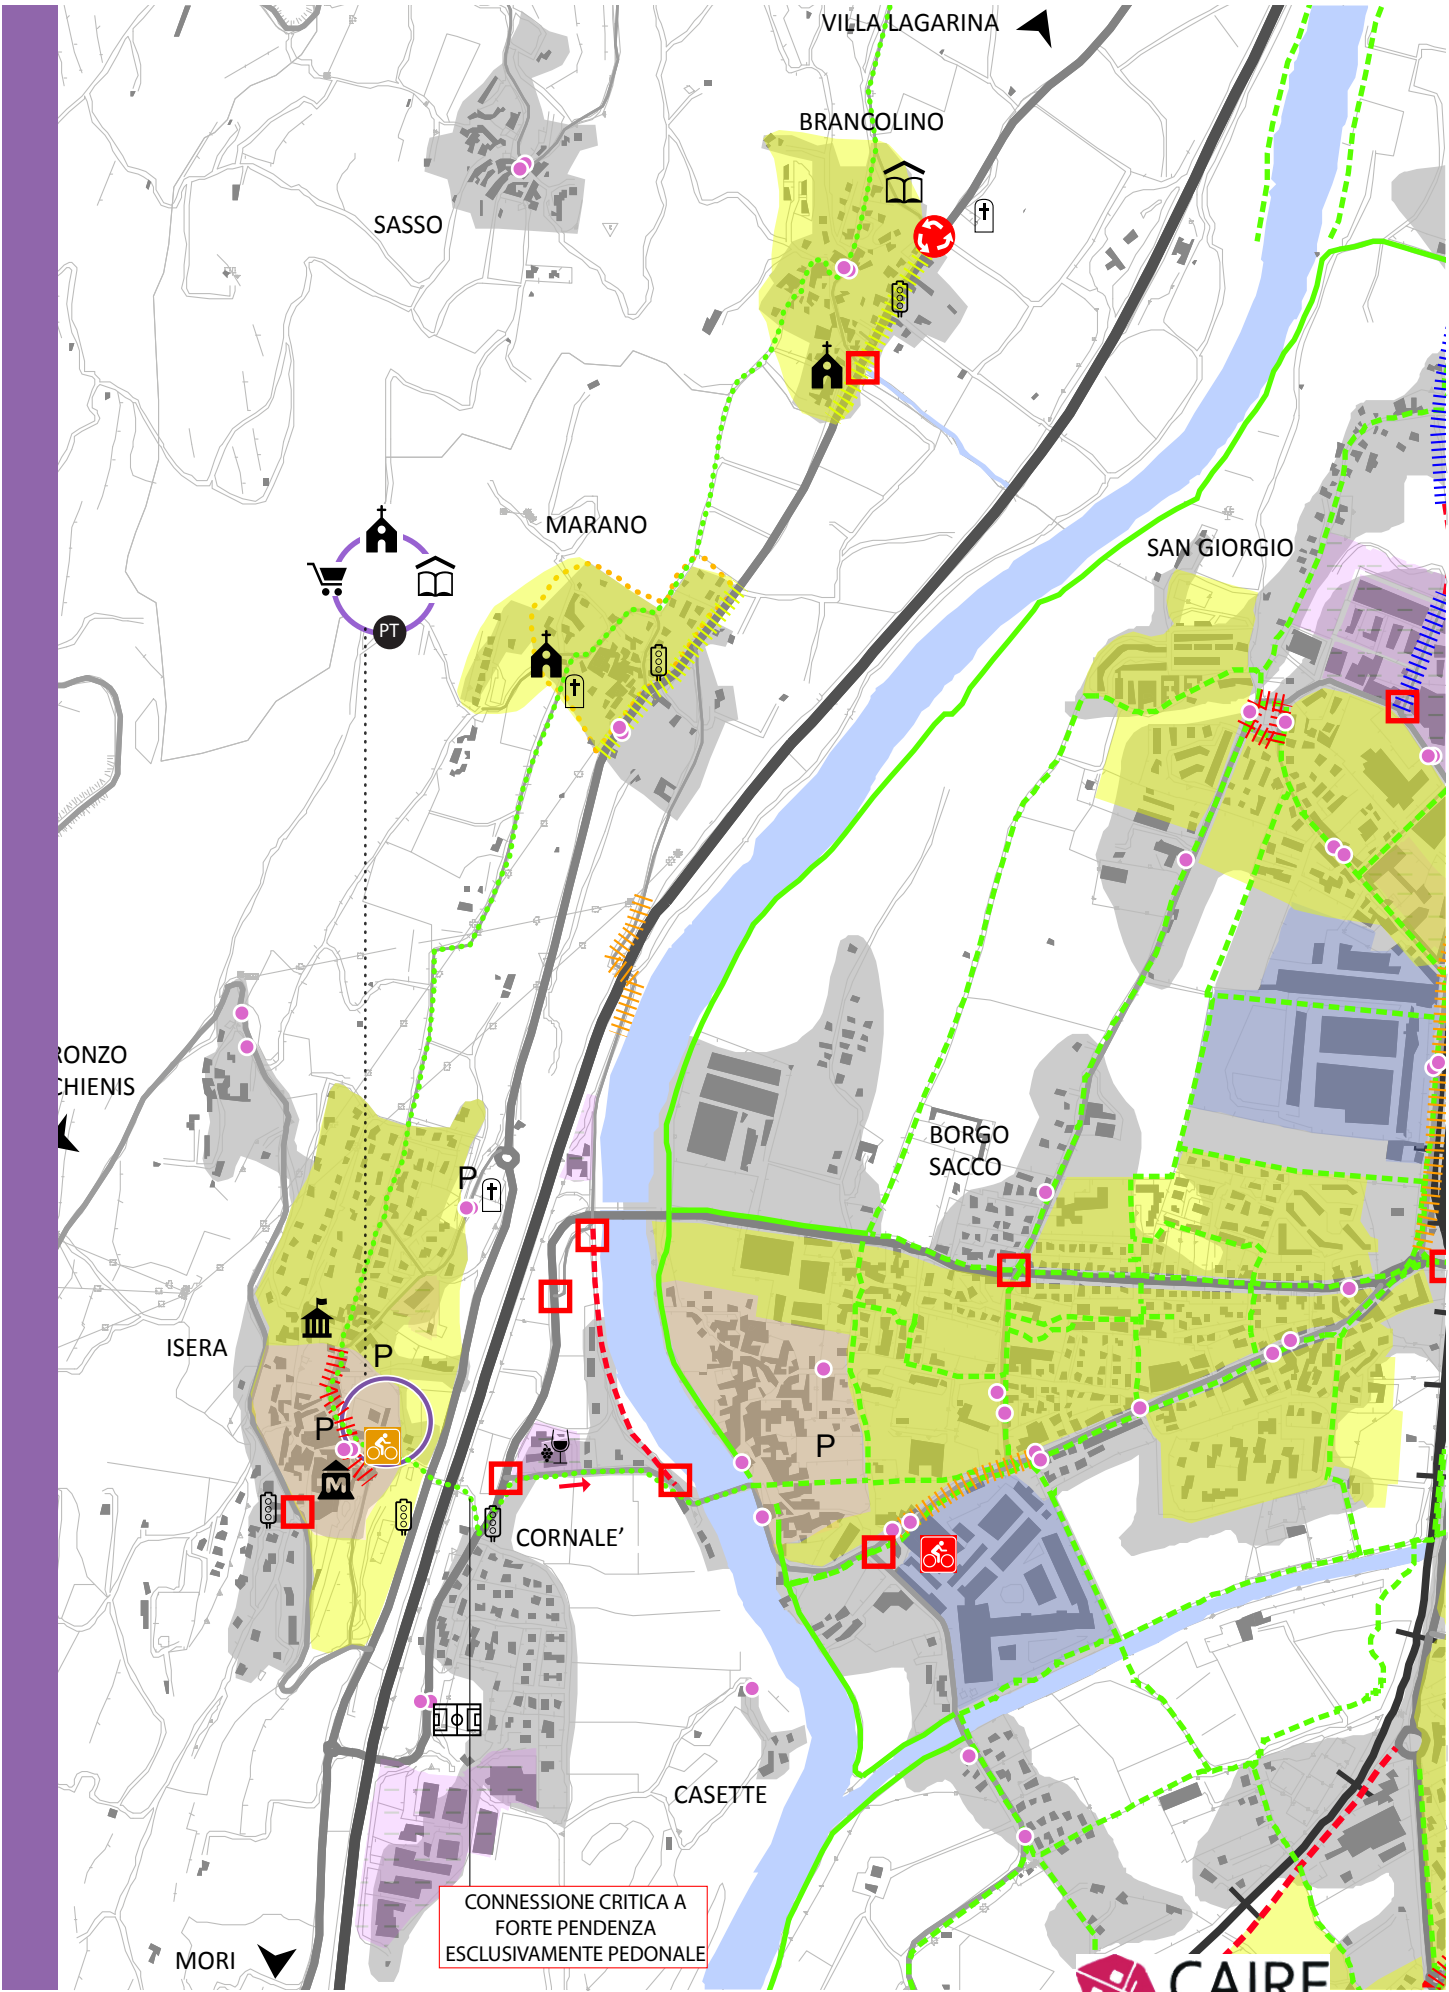 VILLA LAGARINA
BRANCOLINO
SASSO
MARANO
SAN GIORGIO
PT
RONZO
CHIENIS
BORGO
SACCO
P
ISERA
P
P
P
M
CORNALE’
CASETTE
CONNESSIONE CRITICA A
FORTE PENDENZA
ESCLUSIVAMENTE PEDONALE
MORI
CAIRE